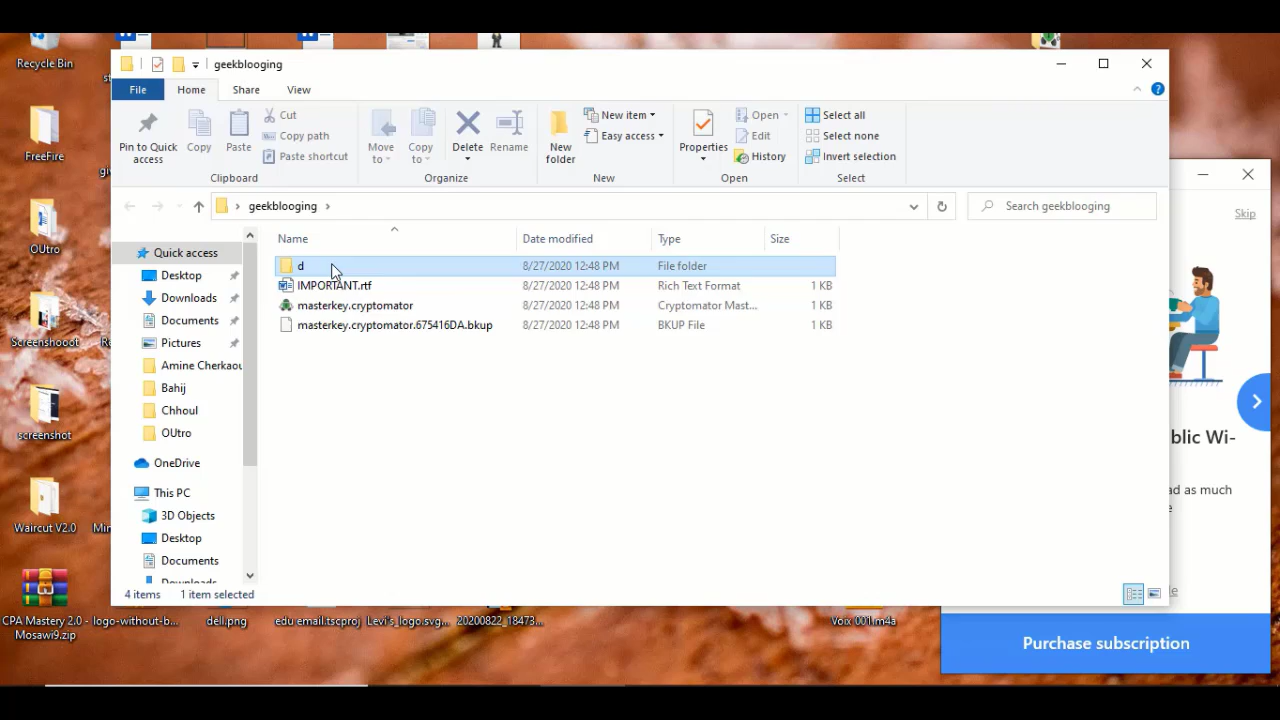 geekblooging
File Home Share View
Pin to Quick access
Copy
Paste
Cut
Copy path
Paste shortcut
Clipboard
Move to
Copy to
Delete
Rename
Organize
New folder
New item
Easy access
New
Properties
Open
Edit
History
Open
Select all
Select none
Invert selection
Select
geekblooging
Search geekblooging
Name Date modified Type Size
d 8/27/2020 12:48 PM File folder
IMPORTANT.rtf 8/27/2020 12:48 PM Rich Text Format 1 KB
masterkey.cryptomator 8/27/2020 12:48 PM Cryptomator Mast... 1 KB
masterkey.cryptomator.675416DA.bkup 8/27/2020 12:48 PM BKUP File 1 KB
Quick access
Desktop
Downloads
Documents
Pictures
Amine Cherkaou
Bahij
Chhoul
OUtro
OneDrive
This PC
3D Objects
Desktop
Documents
Downloads
4 items 1 item selected
Recycle Bin
FreeFire
OUtro
Screenshooot
screenshot
Waircut V2.0
CPA Mastery 2.0 -
Mosawi9.zip
logo-without-b...
dell.png
edu email.tscproj
Levi's_logo.svg...
20200822_18473...
Voix 001.m4a
Skip
blic Wi-
ad as much
Purchase subscription